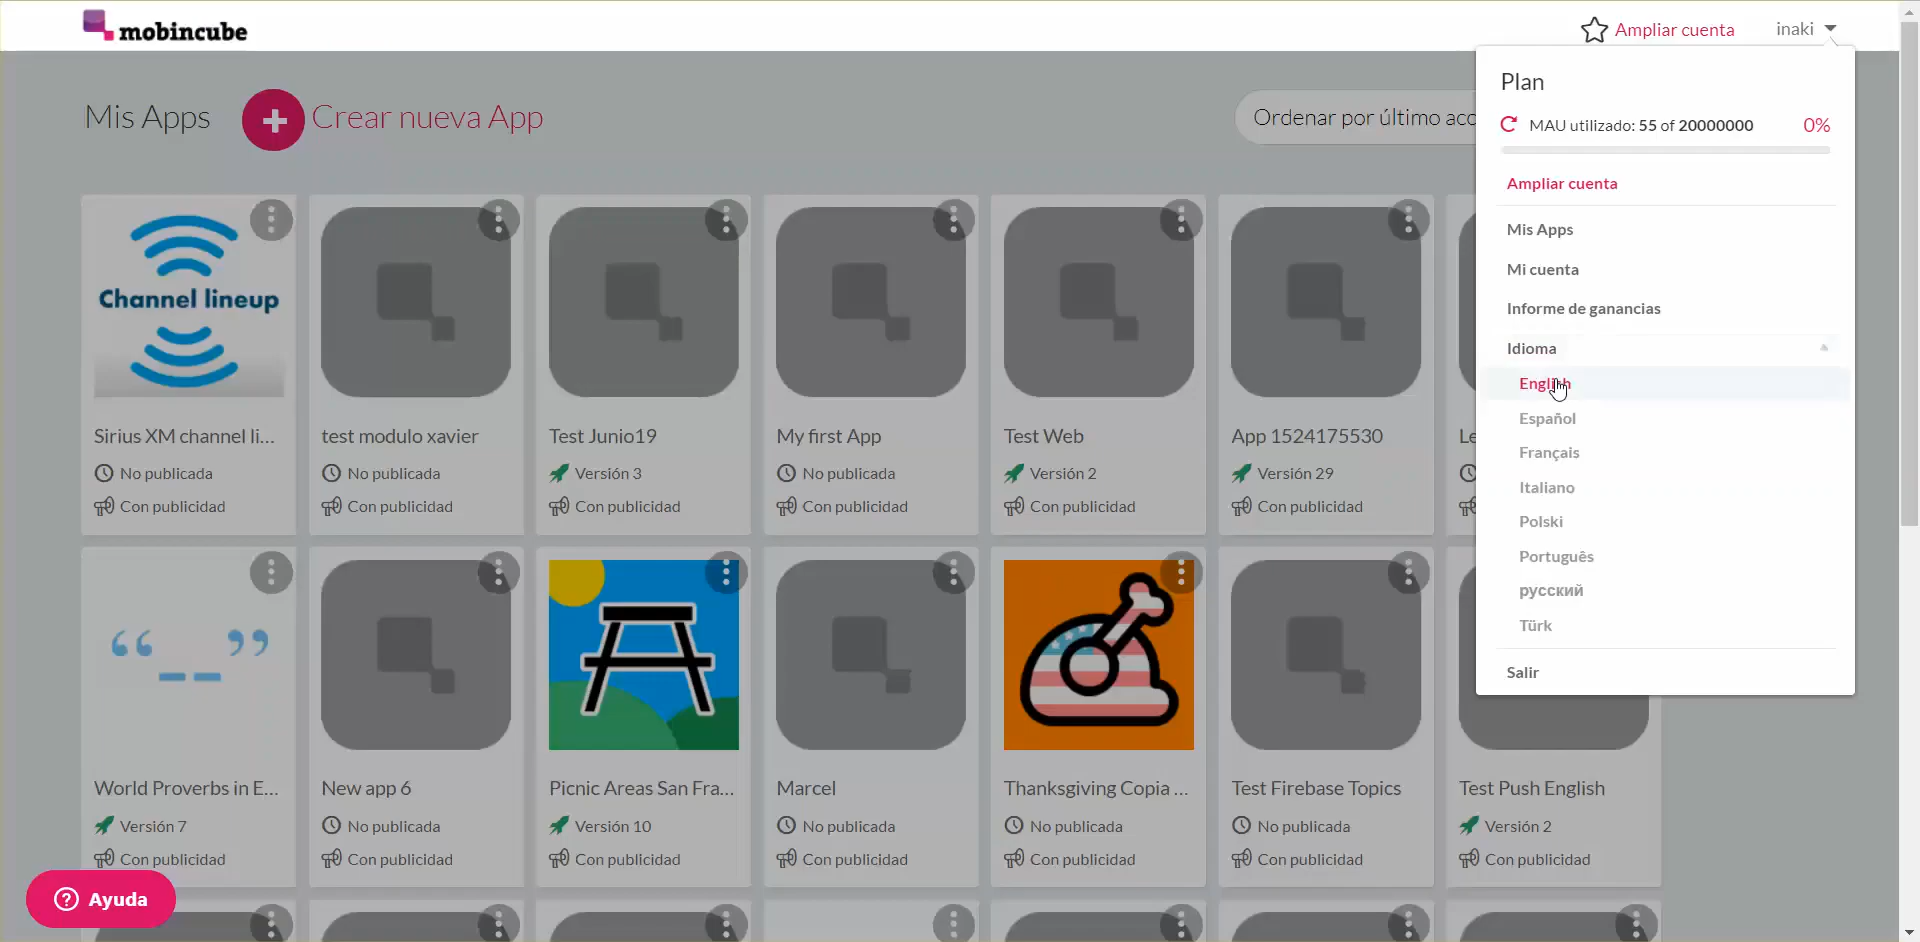 mobincube
Ampliar cuenta
inaki
Mis Apps
Crear nueva App
Ordenar por último acc
Plan
MAU utilizado: 55 of 20000000
0%
Ampliar cuenta
Mis Apps
Mi cuenta
Informe de ganancias
Idioma
English
Español
Français
Italiano
Polski
Português
русский
Türk
Salir
Channel lineup
Sirius XM channel li...
No publicada
Con publicidad
test modulo xavier
No publicada
Con publicidad
Test Junio19
Versión 3
Con publicidad
My first App
No publicada
Con publicidad
Test Web
Versión 2
Con publicidad
App 1524175530
Versión 29
Con publicidad
Le
World Proverbs in E...
Versión 7
Con publicidad
New app 6
No publicada
Con publicidad
Picnic Areas San Fra...
Versión 10
Con publicidad
Marcel
No publicada
Con publicidad
Thanksgiving Copia ...
No publicada
Con publicidad
Test Firebase Topics
No publicada
Con publicidad
Test Push English
Versión 2
Con publicidad
Ayuda